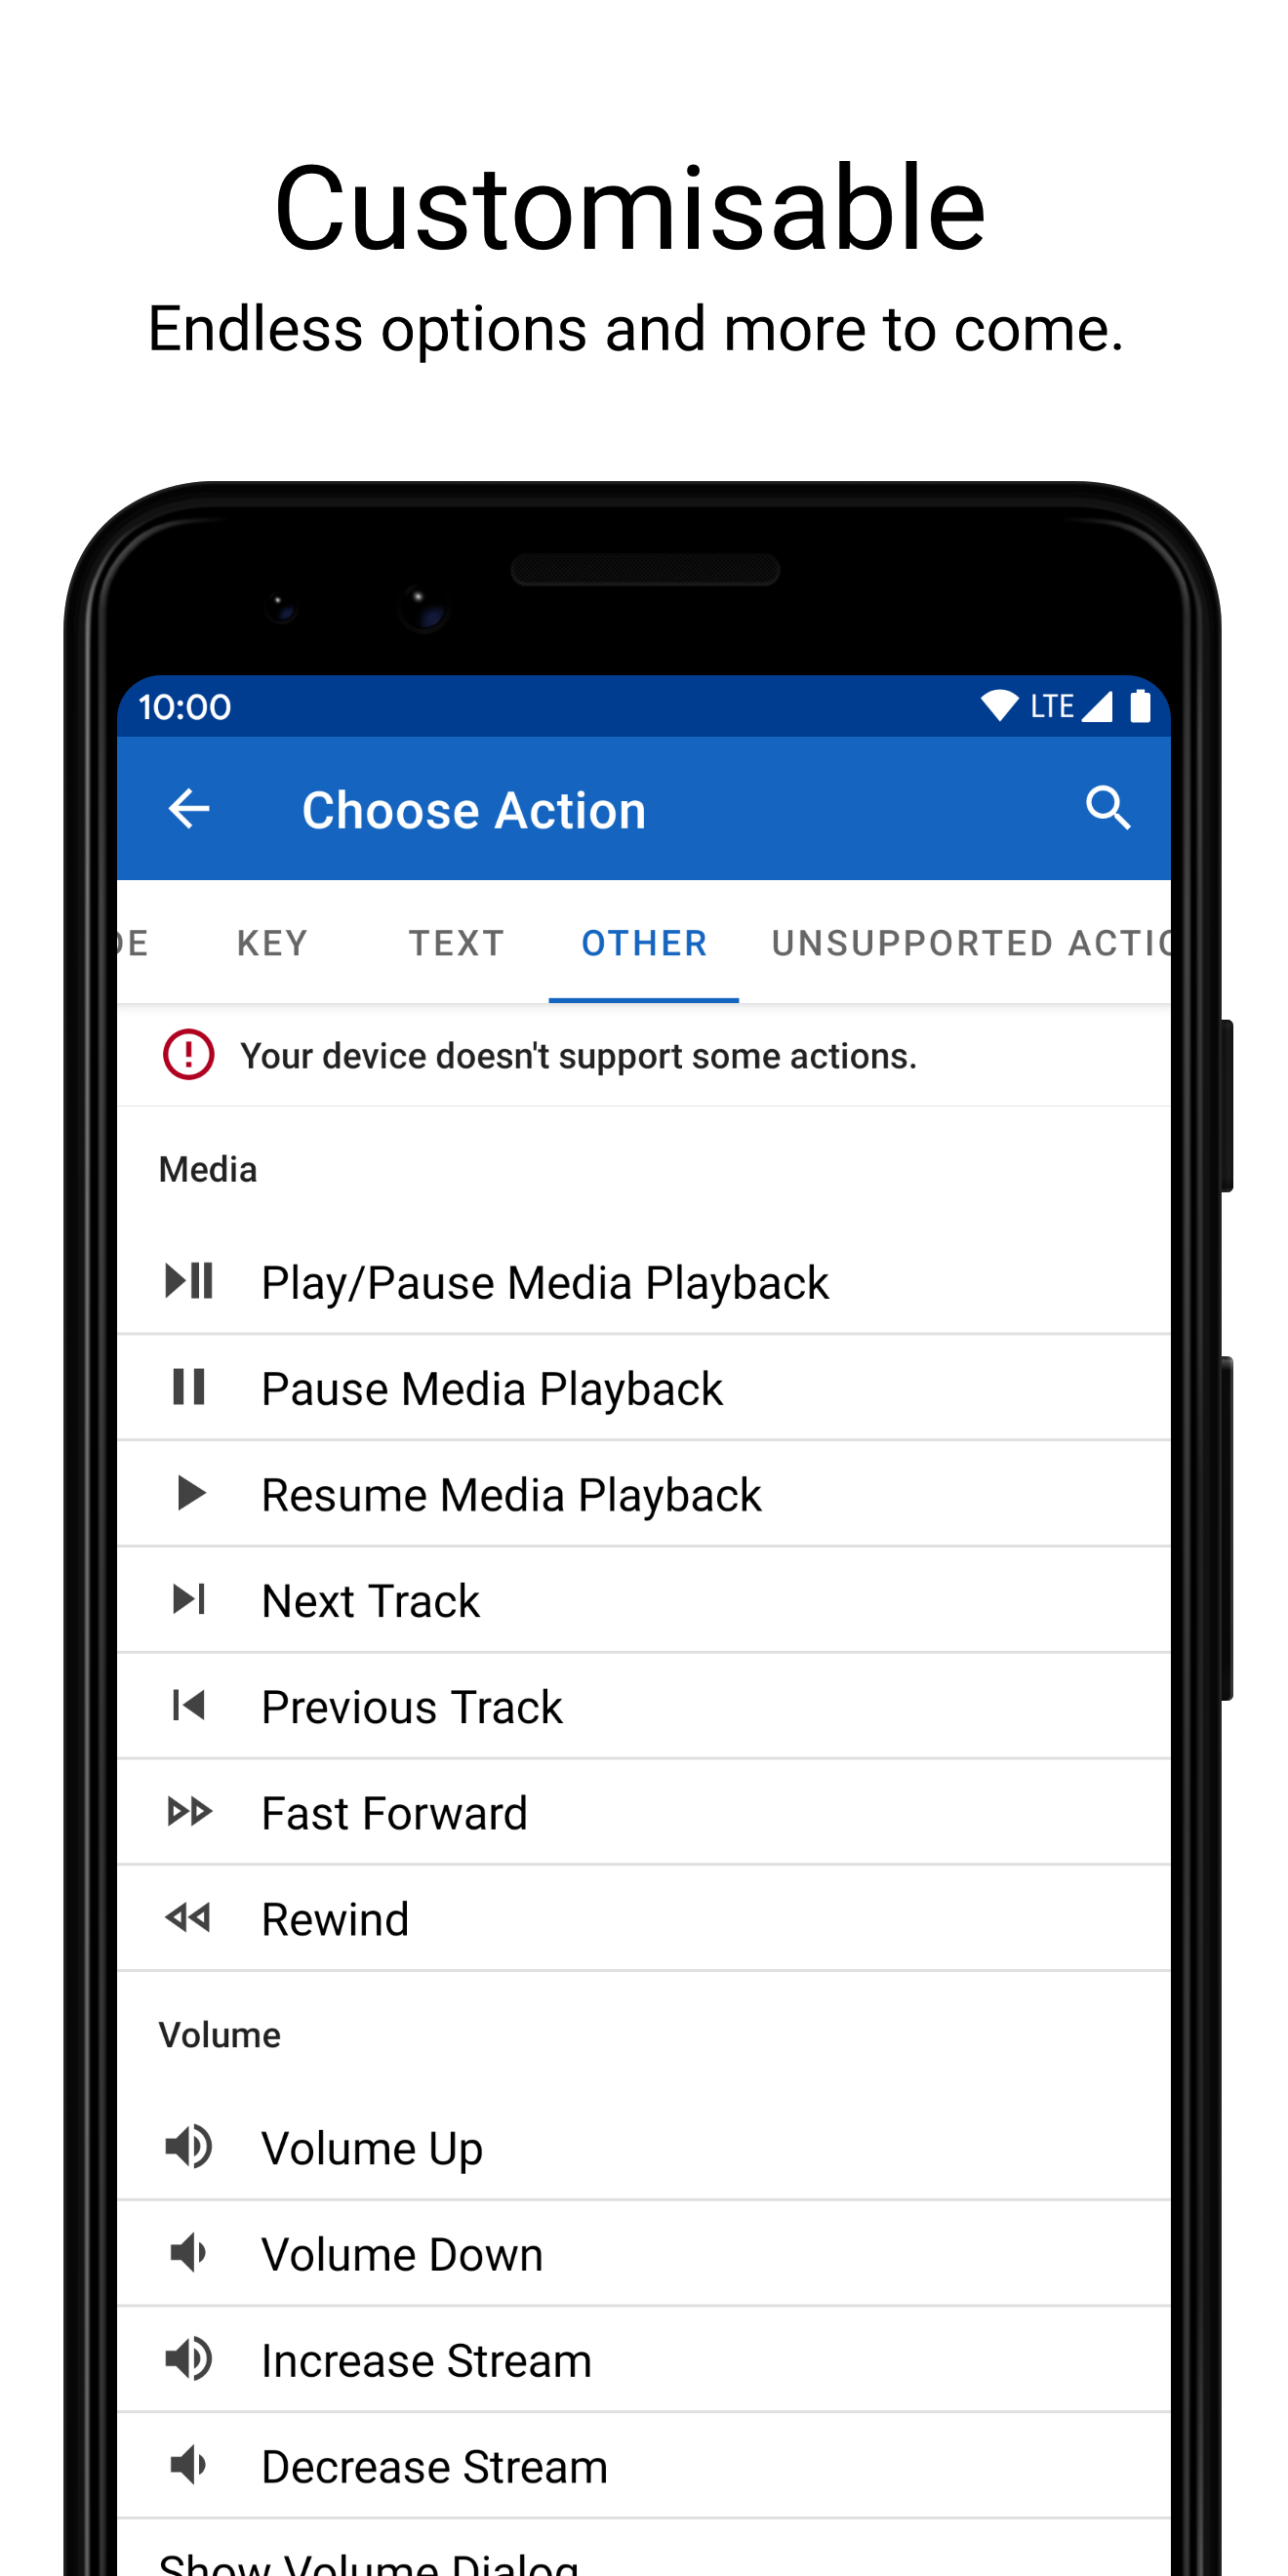 Customisable
Endless options and more to come.
10:00 LTE
Choose Action
DE KEY TEXT OTHER UNSUPPORTED ACTIO
Your device doesn't support some actions.
Media
Play/Pause Media Playback
Pause Media Playback
Resume Media Playback
Next Track
Previous Track
Fast Forward
Rewind
Volume
Volume Up
Volume Down
Increase Stream
Decrease Stream
Show Volume Dialog